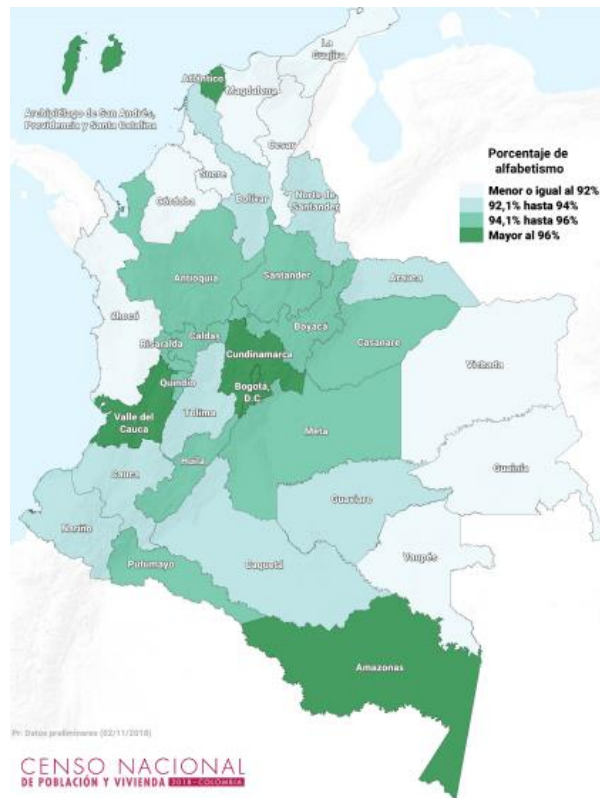 La
Guajira
Atlántico
Magdalena
Archipiélago de San Andrés,
Providencia y Santa Catalina
Cesar
Sucre
Córdoba
Bolívar
Norte de
Santander
Porcentaje de
alfabetismo
Menor o igual al 92%
92,1% hasta 94%
94,1% hasta 96%
Mayor al 96%
Antioquia
Santander
Arauca
Chocó
Boyacá
Casanare
Risaralda
Caldas
Cundinamarca
Vichada
Quindío
Bogotá,
D.C
Valle del
Cauca
Tolima
Meta
Huila
Cauca
Guainía
Guaviare
Nariño
Vaupés
Caquetá
Putumayo
Amazonas
Pr: Datos preliminares (02/11/2018)
CENSO NACIONAL
DE POBLACIÓN Y VIVIENDA 2018-COLOMBIA